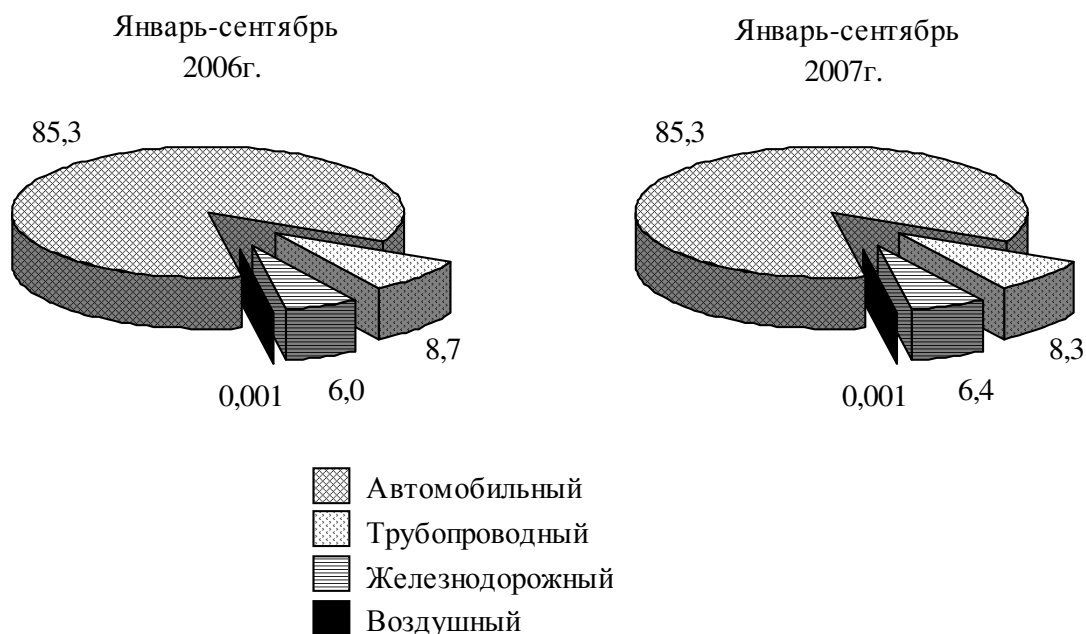 Январь-сентябрь
2006г.
85,3
0,001
6,0
8,7
Январь-сентябрь
2007г.
85,3
0,001
6,4
8,3
Автомобильный
Трубопроводный
Железнодорожный
Воздушный